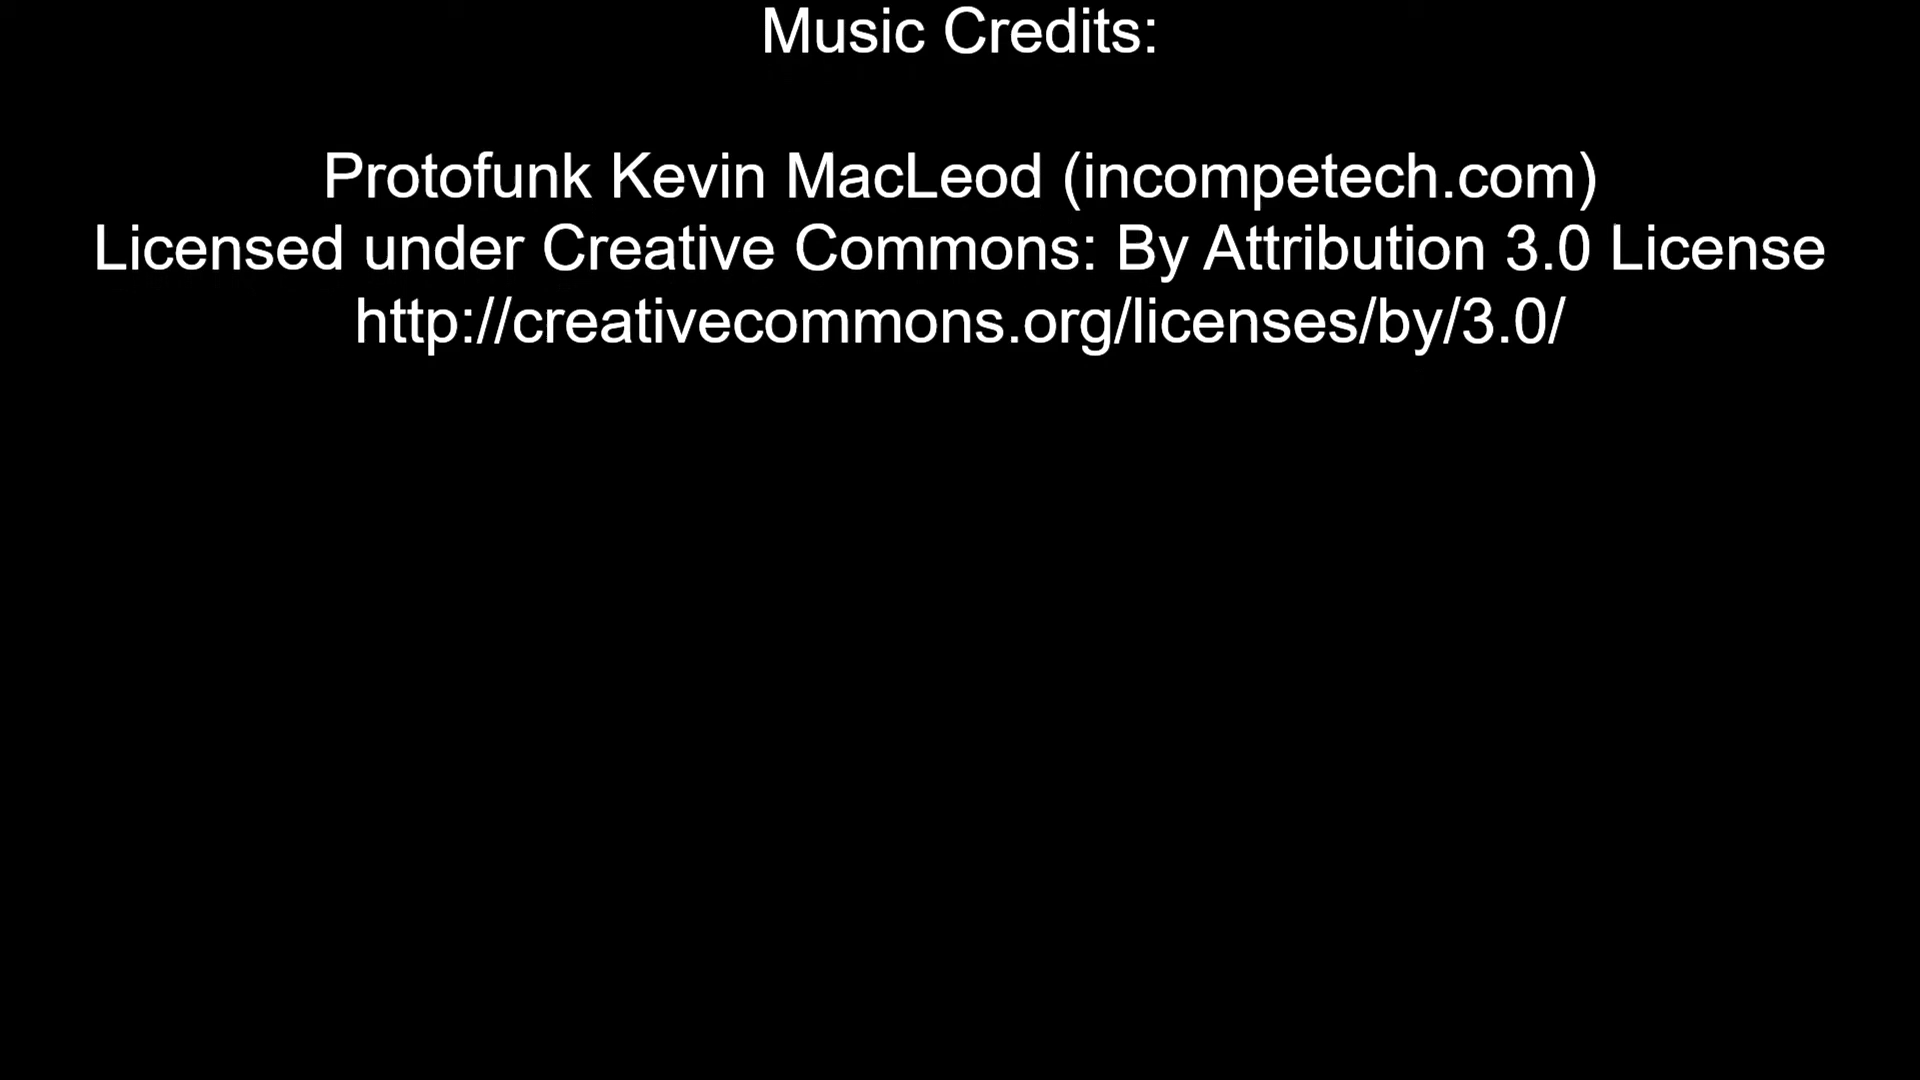 Music Credits:
Protofunk Kevin MacLeod (incompetech.com)
Licensed under Creative Commons: By Attribution 3.0 License
http://creativecommons.org/licenses/by/3.0/